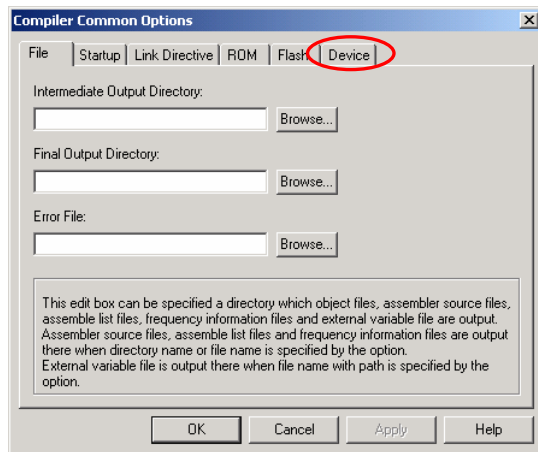 Compiler Common Options
File Startup Link Directive ROM Flash Device
Intermediate Output Directory:
Browse...
Final Output Directory:
Browse...
Error File:
Browse...
This edit box can be specified a directory which object files, assembler source files,
assemble list files, frequency information files and external variable file are output.
Assembler source files, assemble list files and frequency information files are output
there when directory name or file name is specified by the option.
External variable file is output there when file name with path is specified by the
option.
OK Cancel Apply Help